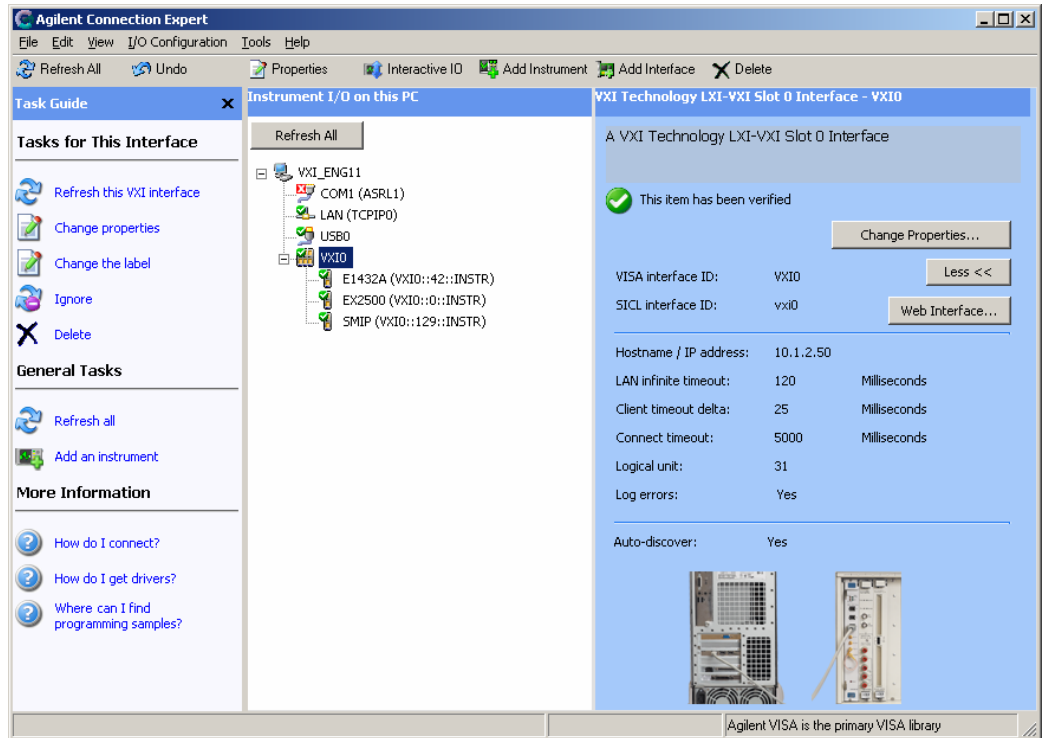 Agilent Connection Expert
File Edit View I/O Configuration Tools Help
Refresh All Undo Properties Interactive IO Add Instrument Add Interface Delete
Task Guide
Tasks for This Interface
Refresh this VXI interface
Change properties
Change the label
Ignore
Delete
General Tasks
Refresh all
Add an instrument
More Information
How do I connect?
How do I get drivers?
Where can I find
programming samples?
Instrument I/O on this PC
Refresh All
VXI_ENG11
COM1 (ASRL1)
LAN (TCPIP0)
USB0
VXI0
E1432A (VXI0::42::INSTR)
EX2500 (VXI0::0::INSTR)
SMIP (VXI0::129::INSTR)
VXI Technology LXI-VXI Slot 0 Interface - VXI0
A VXI Technology LXI-VXI Slot 0 Interface
This item has been verified
Change Properties...
VISA interface ID: VXI0
Less <<
SICL interface ID: vxi0
Web Interface...
Hostname / IP address: 10.1.2.50
LAN infinite timeout: 120 Milliseconds
Client timeout delta: 25 Milliseconds
Connect timeout: 5000 Milliseconds
Logical unit: 31
Log errors: Yes
Auto-discover: Yes
Agilent VISA is the primary VISA library